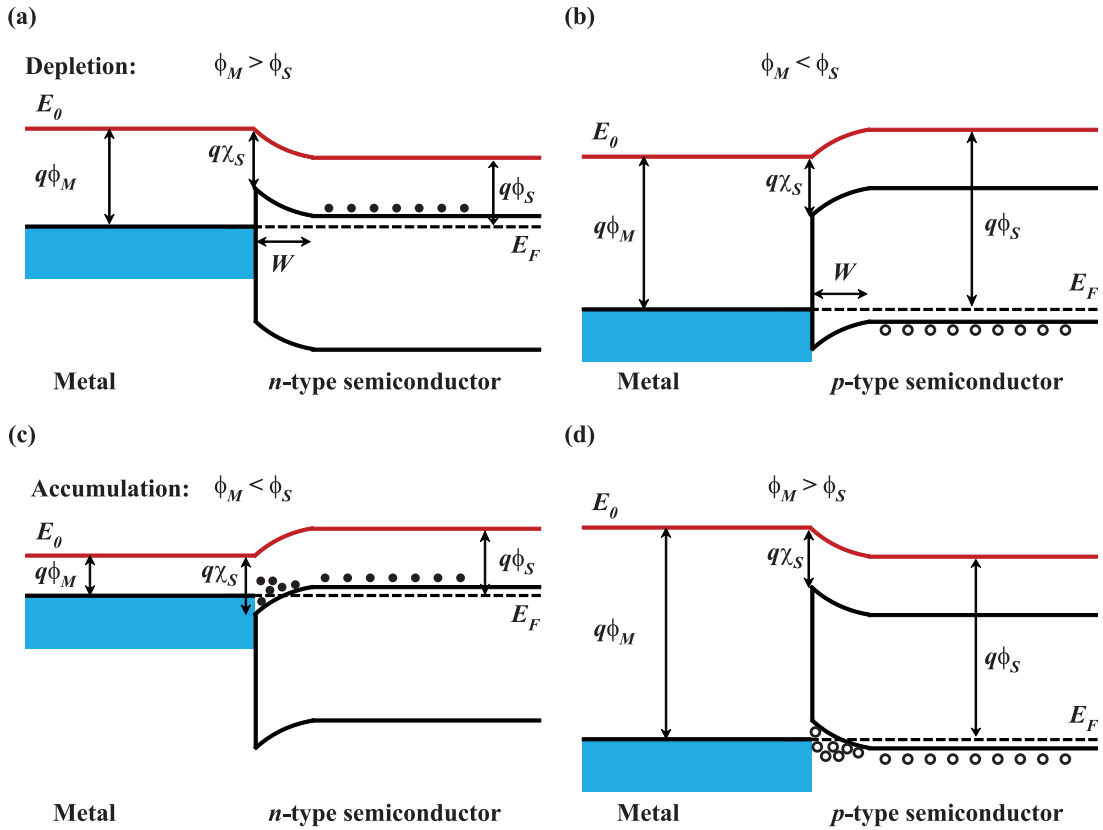 (a)
(b)
Depletion:
ϕM > ϕS
ϕM < ϕS
E0
qχS
qϕM
qϕS
W
EF
Metal
n-type semiconductor
E0
qχS
qϕM
qϕS
W
EF
Metal
p-type semiconductor
(c)
(d)
Accumulation:
ϕM < ϕS
ϕM > ϕS
E0
qϕM
qχS
qϕS
EF
Metal
n-type semiconductor
E0
qχS
qϕM
qϕS
EF
Metal
p-type semiconductor